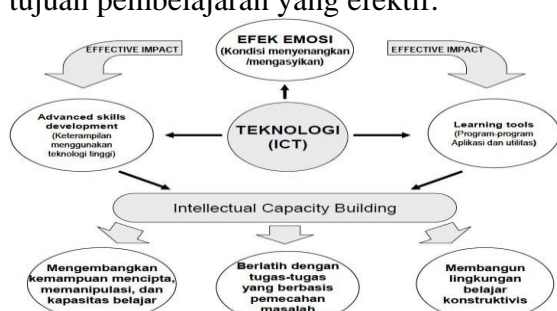 tujuan pembelajaran yang efektif.
EFEK EMOSI
(Kondisi menyenangkan
/mengasyikan)
EFFECTIVE IMPACT
EFFECTIVE IMPACT
Advanced skills
development
(Keterampilan
menggunakan
teknologi tinggi)
TEKNOLOGI
(ICT)
Learning tools
(Program-program
Aplikasi dan utilitas)
Intellectual Capacity Building
Mengembangkan
kemampuan mencipta,
memanipulasi, dan
kapasitas belajar
Berlatih dengan
tugas-tugas
yang berbasis
pemecahan
masalah
Membangun
lingkungan
belajar
konstruktivis